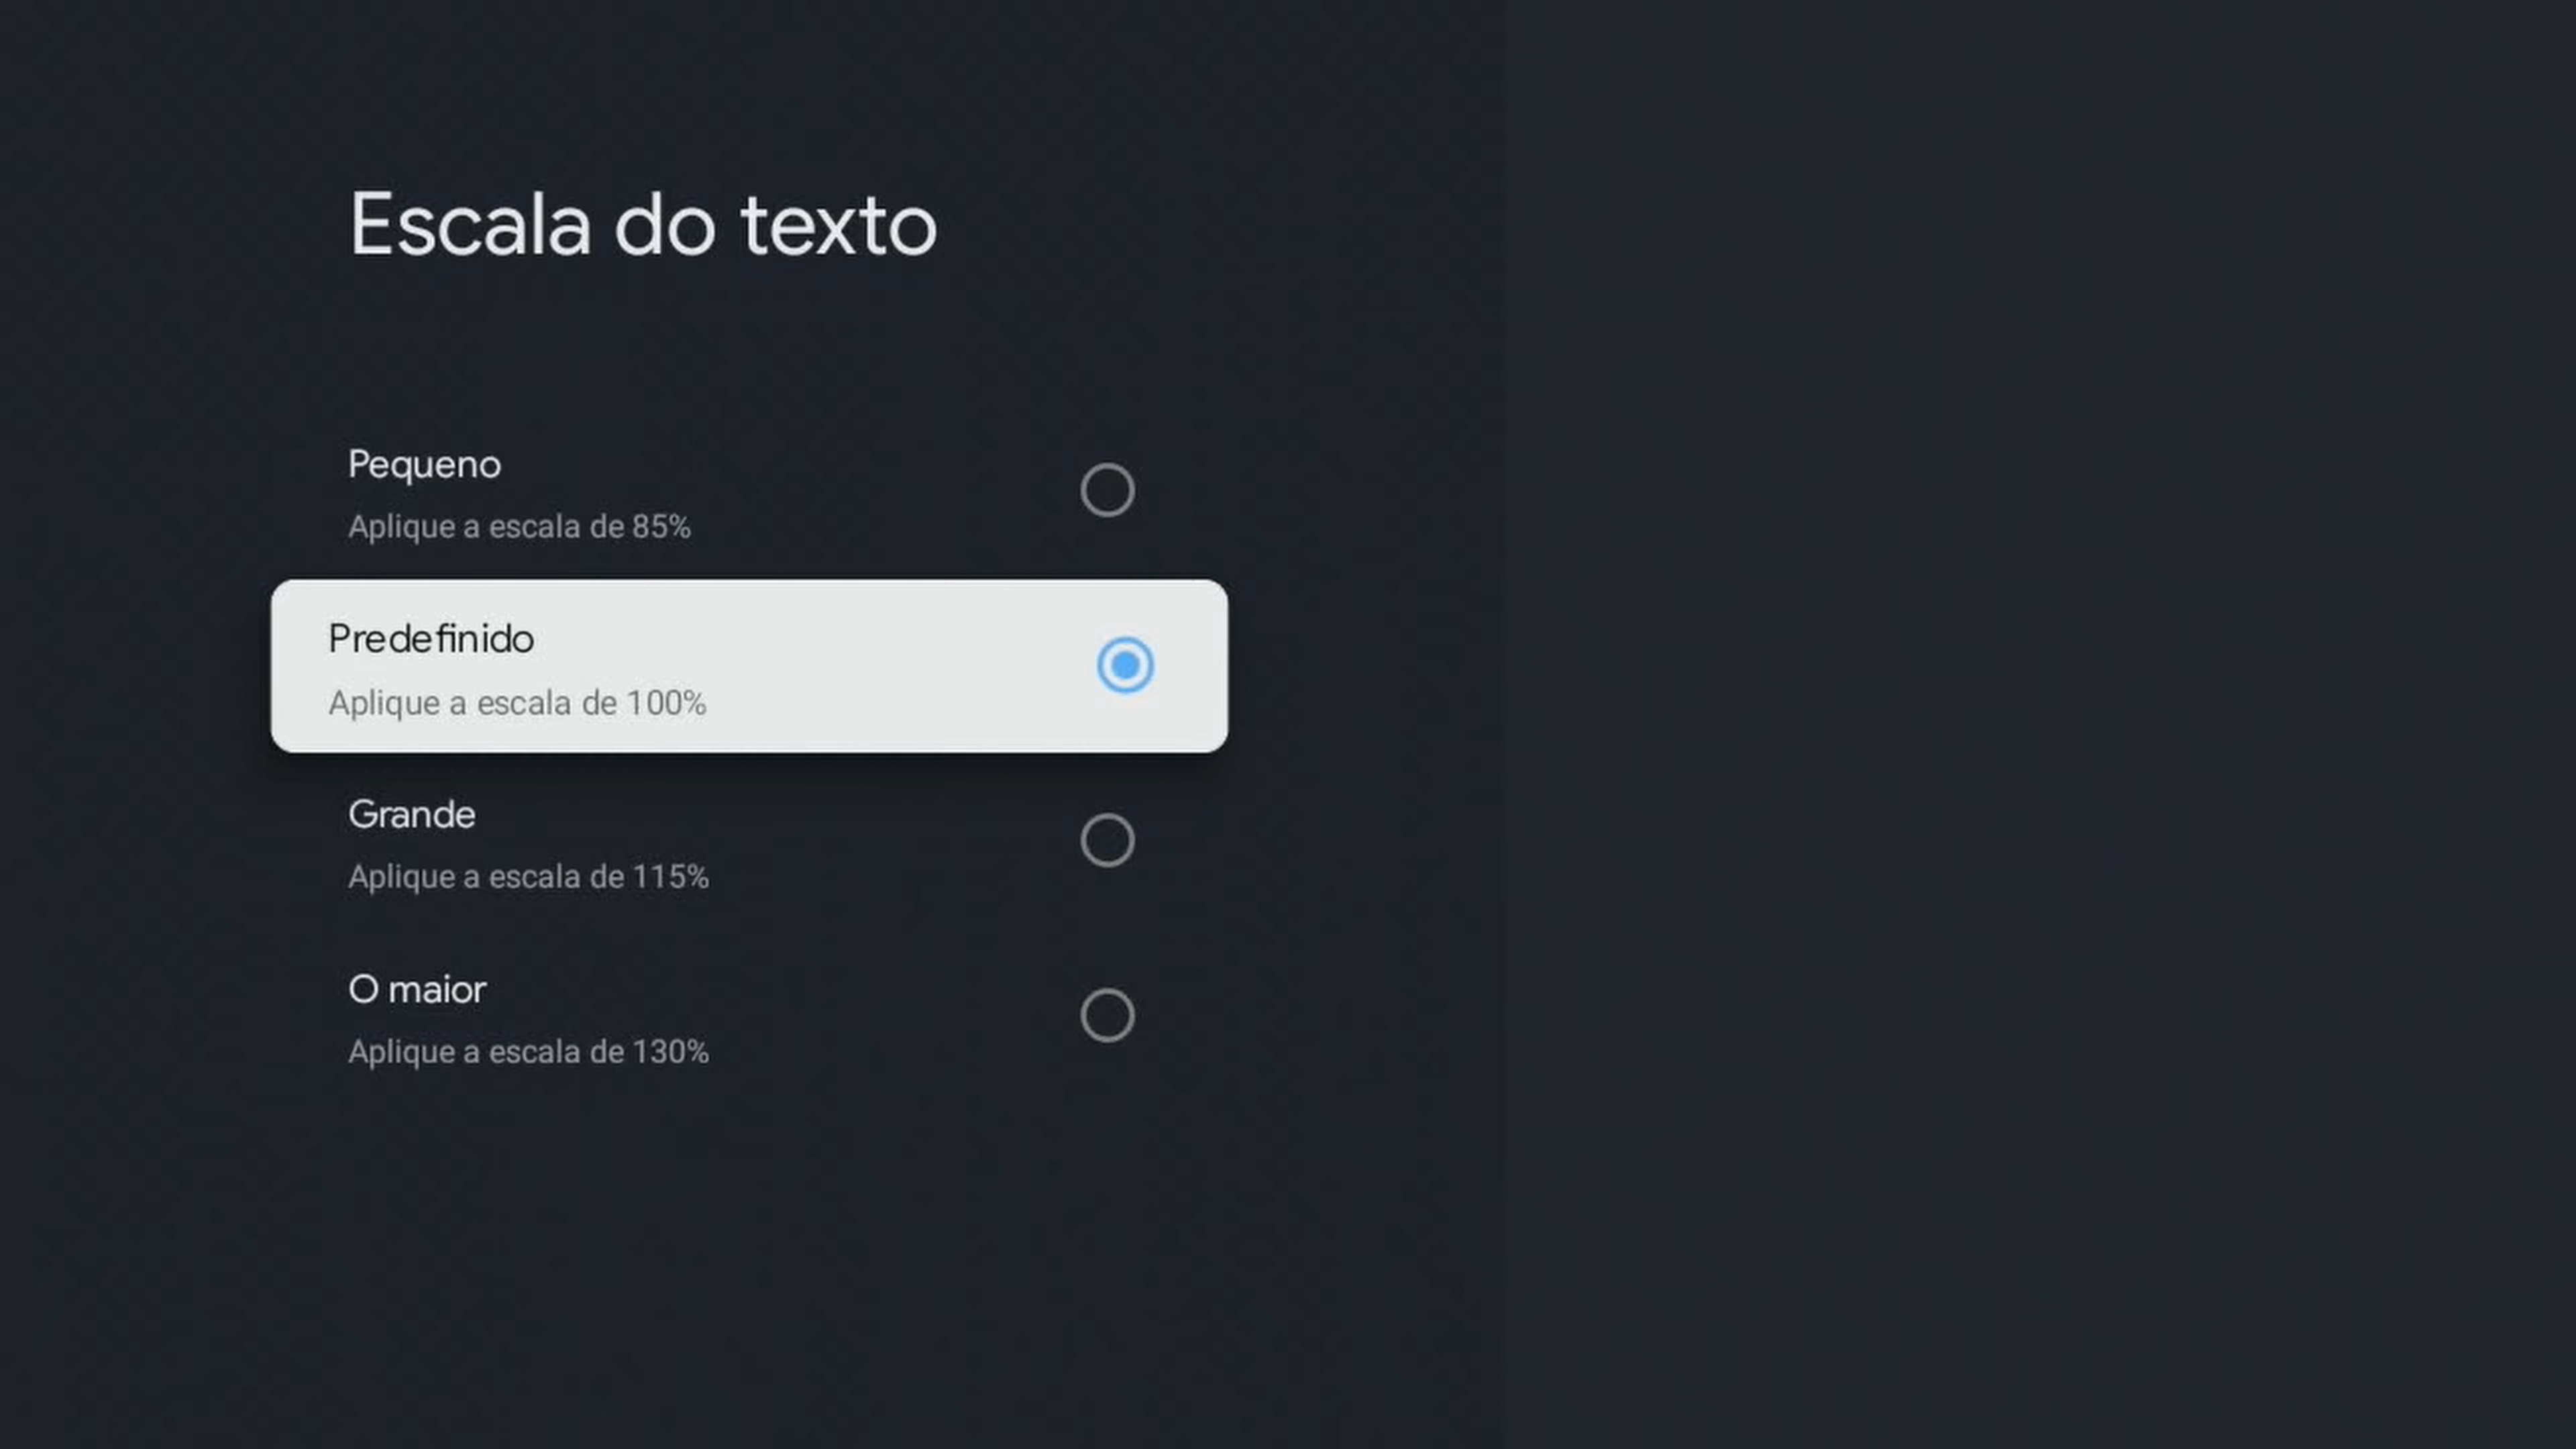 Escala do texto
Pequeno
Aplique a escala de 85%
Predefinido
Aplique a escala de 100%
Grande
Aplique a escala de 115%
O maior
Aplique a escala de 130%